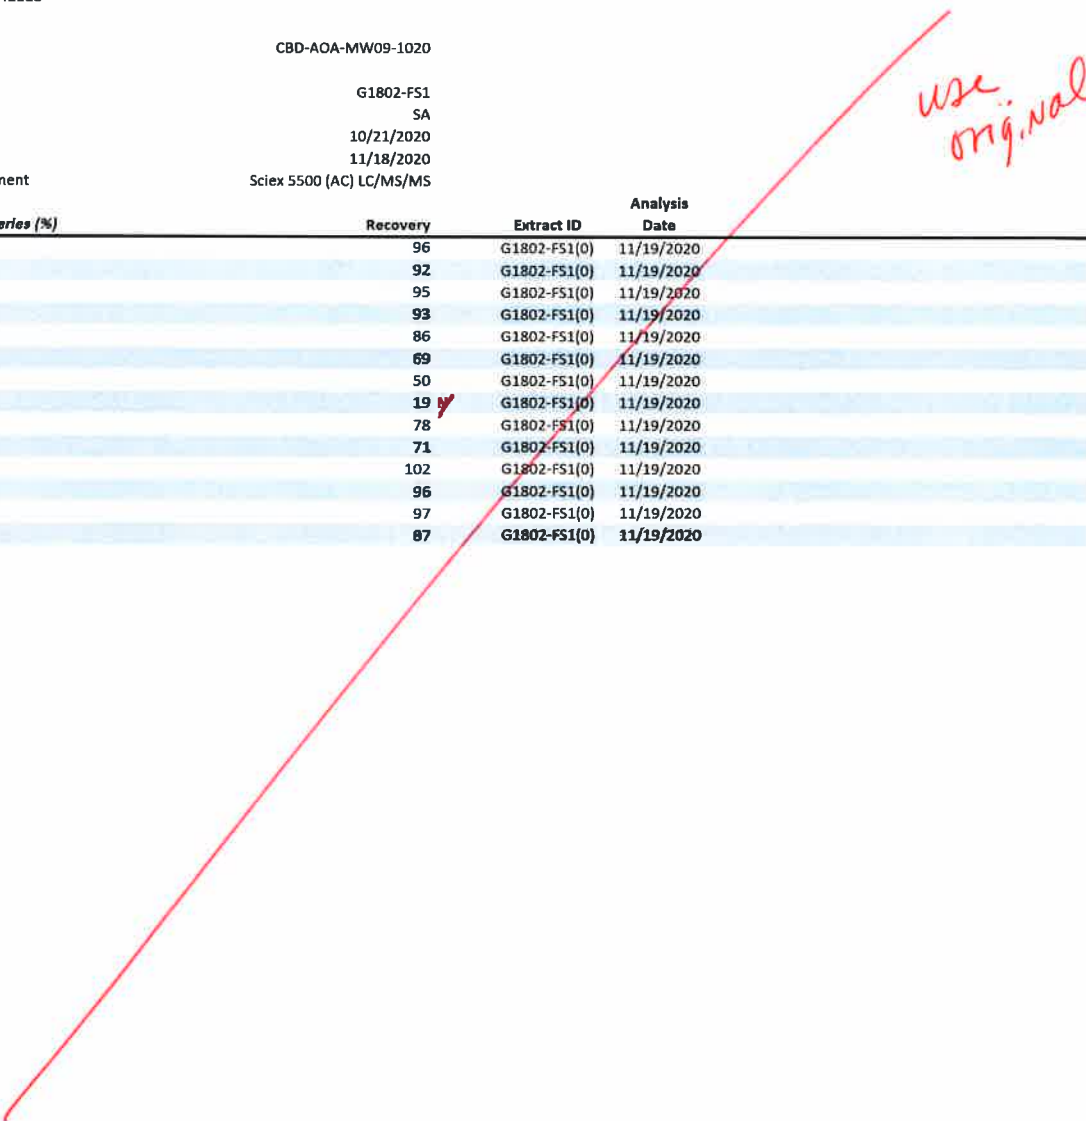 CBD-AOA-MW09-1020
use
original
G1802-FS1
SA
10/21/2020
11/18/2020
ment Sciex 5500 (AC) LC/MS/MS
eries (%) Recovery Extract ID Analysis Date
96 G1802-FS1(0) 11/19/2020
92 G1802-FS1(0) 11/19/2020
95 G1802-FS1(0) 11/19/2020
93 G1802-FS1(0) 11/19/2020
86 G1802-FS1(0) 11/19/2020
69 G1802-FS1(0) 11/19/2020
50 G1802-FS1(0) 11/19/2020
19 N G1802-FS1(0) 11/19/2020
78 G1802-FS1(0) 11/19/2020
71 G1802-FS1(0) 11/19/2020
102 G1802-FS1(0) 11/19/2020
96 G1802-FS1(0) 11/19/2020
97 G1802-FS1(0) 11/19/2020
87 G1802-FS1(0) 11/19/2020